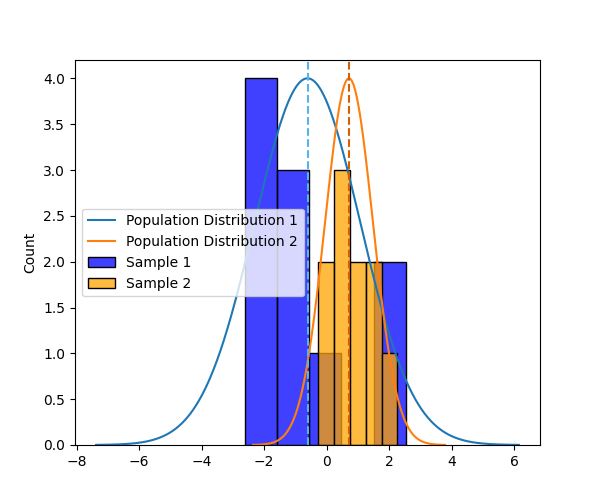 4.0
3.5
3.0
2.5
2.0
1.5
1.0
0.5
0.0
Count
Population Distribution 1
Population Distribution 2
Sample 1
Sample 2
−8 −6 −4 −2 0 2 4 6